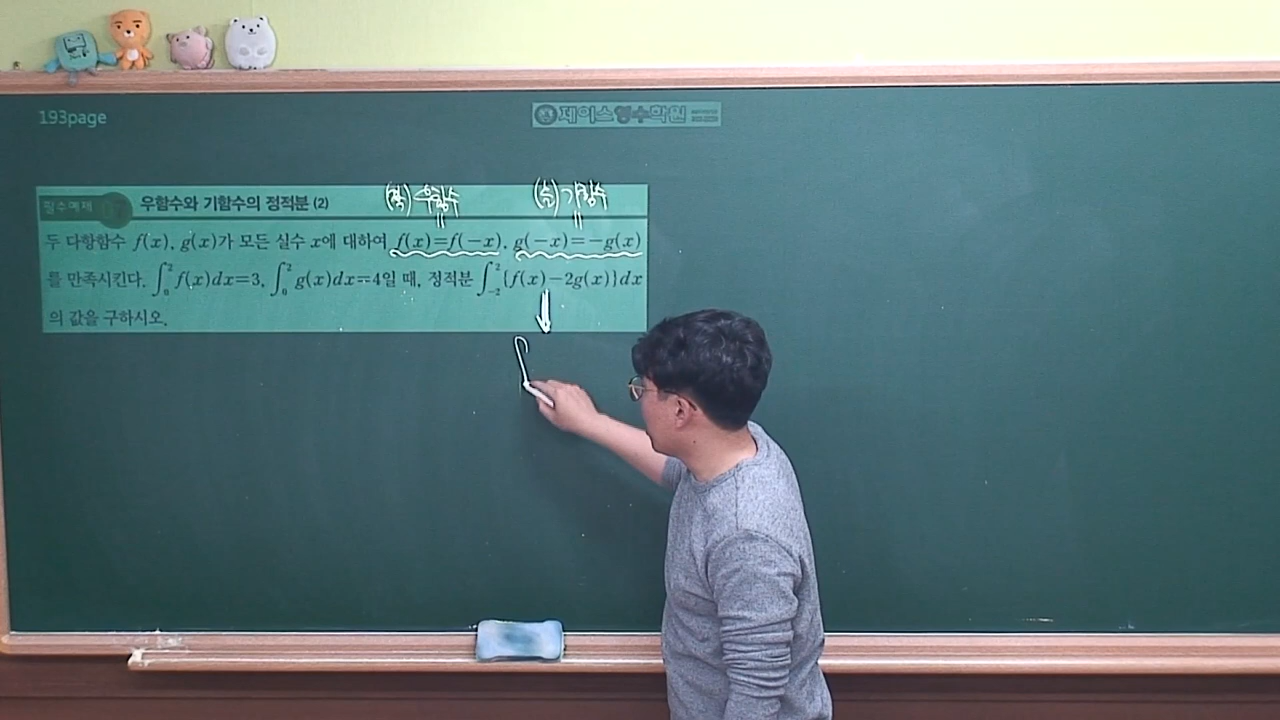 193page
제이스영수학원
(짝) 우함수 (순) 기함수
필수예제 우함수와 기함수의 정적분 (2)
두 다항함수 f(x), g(x)가 모든 실수 x에 대하여 f(x)=f(-x), g(-x)=-g(x)
를 만족시킨다. ∫₀² f(x)dx=3, ∫₀² g(x)dx=4일 때, 정적분 ∫₋₂² {f(x)-2g(x)}dx
의 값을 구하시오.
∫